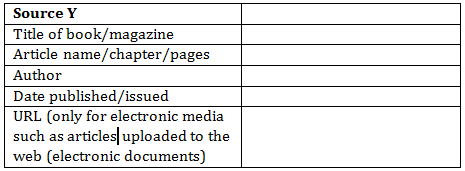 Source Y
Title of book/magazine
Article name/chapter/pages
Author
Date published/issued
URL (only for electronic media
such as articles uploaded to the
web (electronic documents)